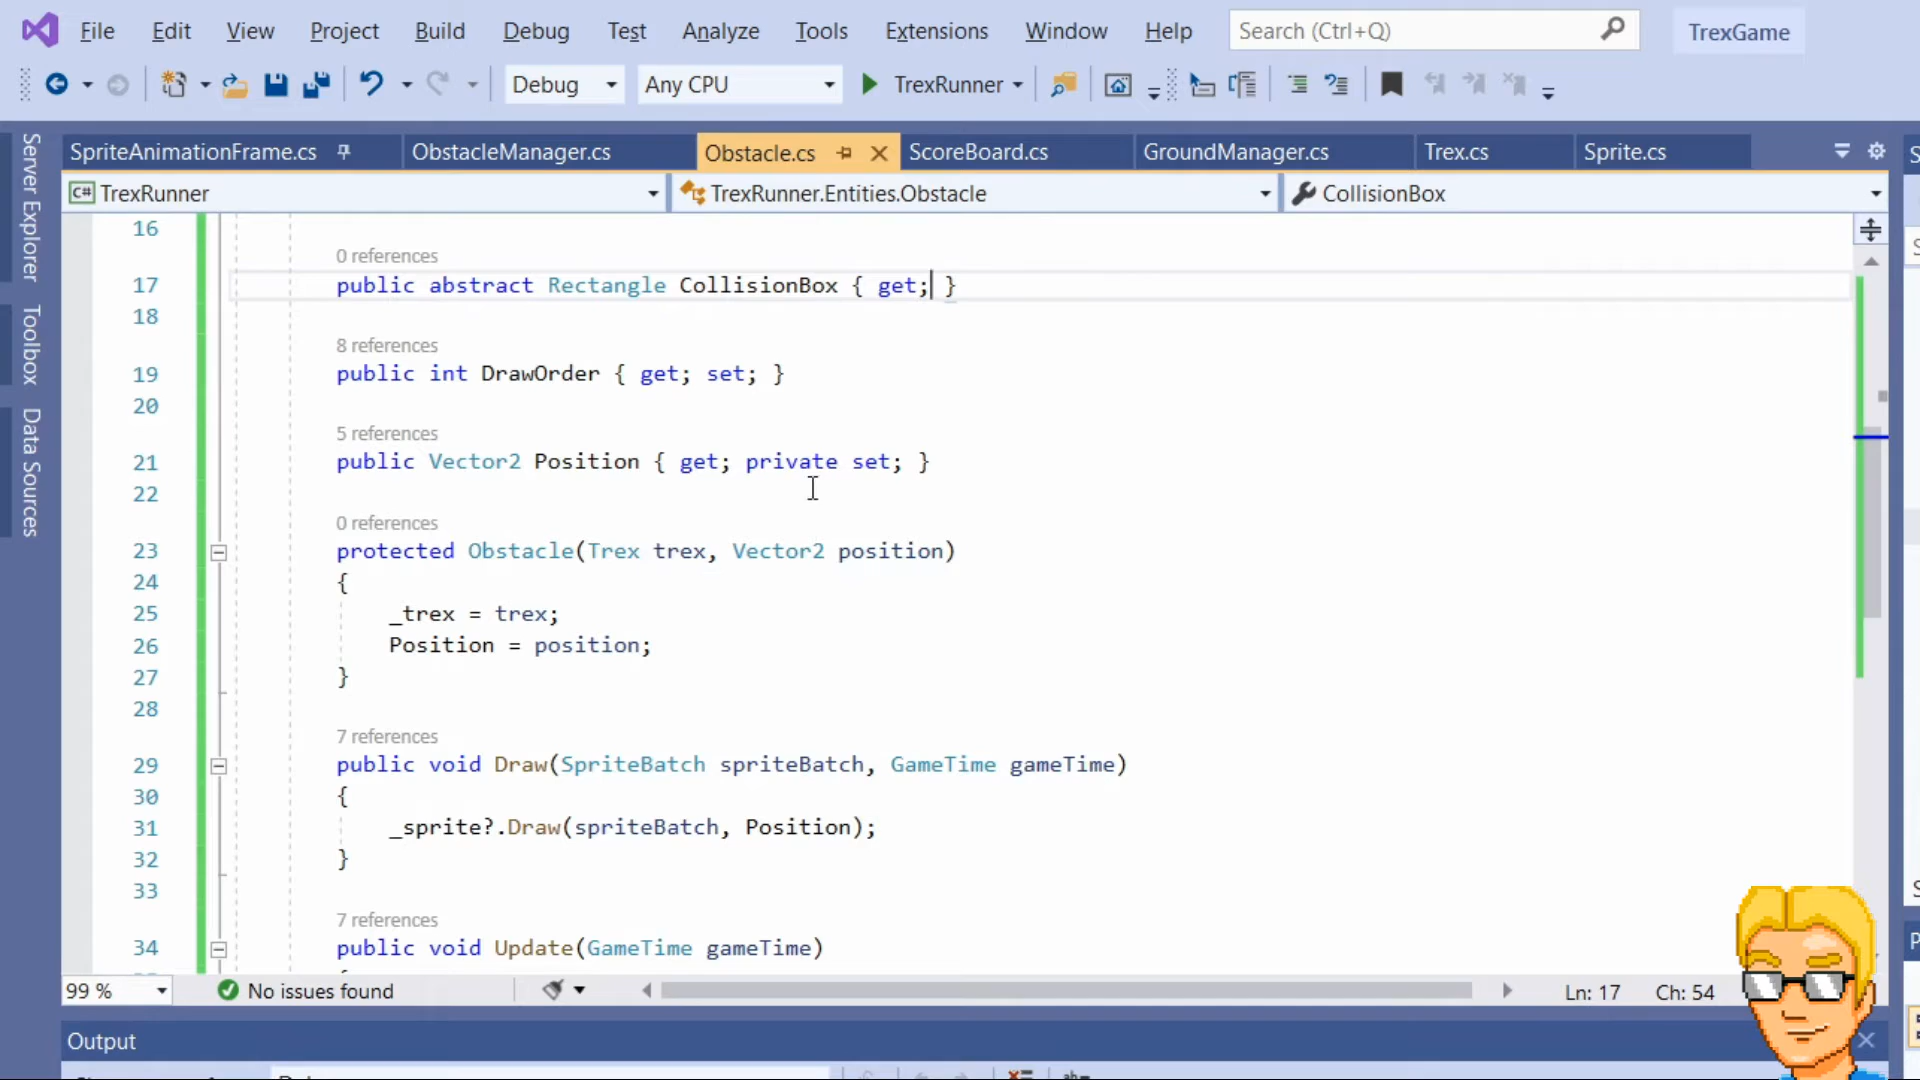 File Edit View Project Build Debug Test Analyze Tools Extensions Window Help Search (Ctrl+Q) TrexGame
Debug Any CPU TrexRunner
SpriteAnimationFrame.cs ObstacleManager.cs Obstacle.cs ScoreBoard.cs GroundManager.cs Trex.cs Sprite.cs
C# TrexRunner TrexRunner.Entities.Obstacle CollisionBox
Server Explorer
Toolbox
Data Sources
16
0 references
17 public abstract Rectangle CollisionBox { get; }
18
8 references
19 public int DrawOrder { get; set; }
20
5 references
21 public Vector2 Position { get; private set; }
22
0 references
23 protected Obstacle(Trex trex, Vector2 position)
24 {
25 _trex = trex;
26 Position = position;
27 }
28
7 references
29 public void Draw(SpriteBatch spriteBatch, GameTime gameTime)
30 {
31 _sprite?.Draw(spriteBatch, Position);
32 }
33
7 references
34 public void Update(GameTime gameTime)
99 % No issues found Ln: 17 Ch: 54
Output